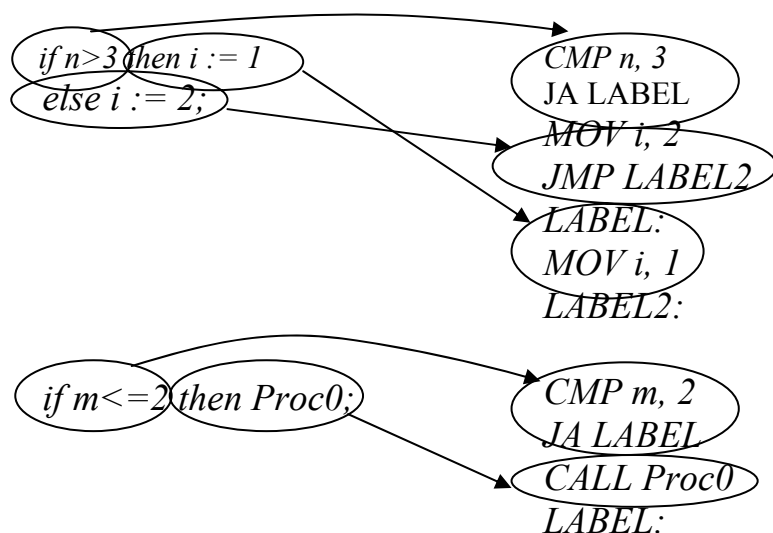 if n>3 then i := 1
else i := 2;
CMP n, 3
JA LABEL
MOV i, 2
JMP LABEL2
LABEL:
MOV i, 1
LABEL2:
if m<=2 then Proc0;
CMP m, 2
JA LABEL
CALL Proc0
LABEL: